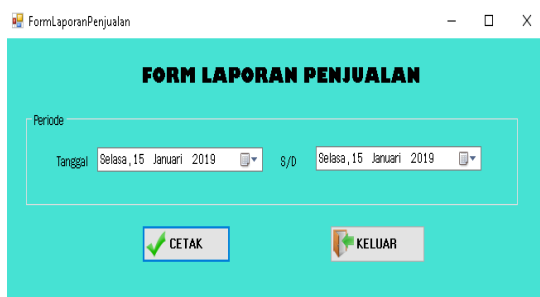 FormLaporanPenjualan
FORM LAPORAN PENJUALAN
Periode
Tanggal Selasa,15 Januari 2019 S/D Selasa,15 Januari 2019
CETAK KELUAR